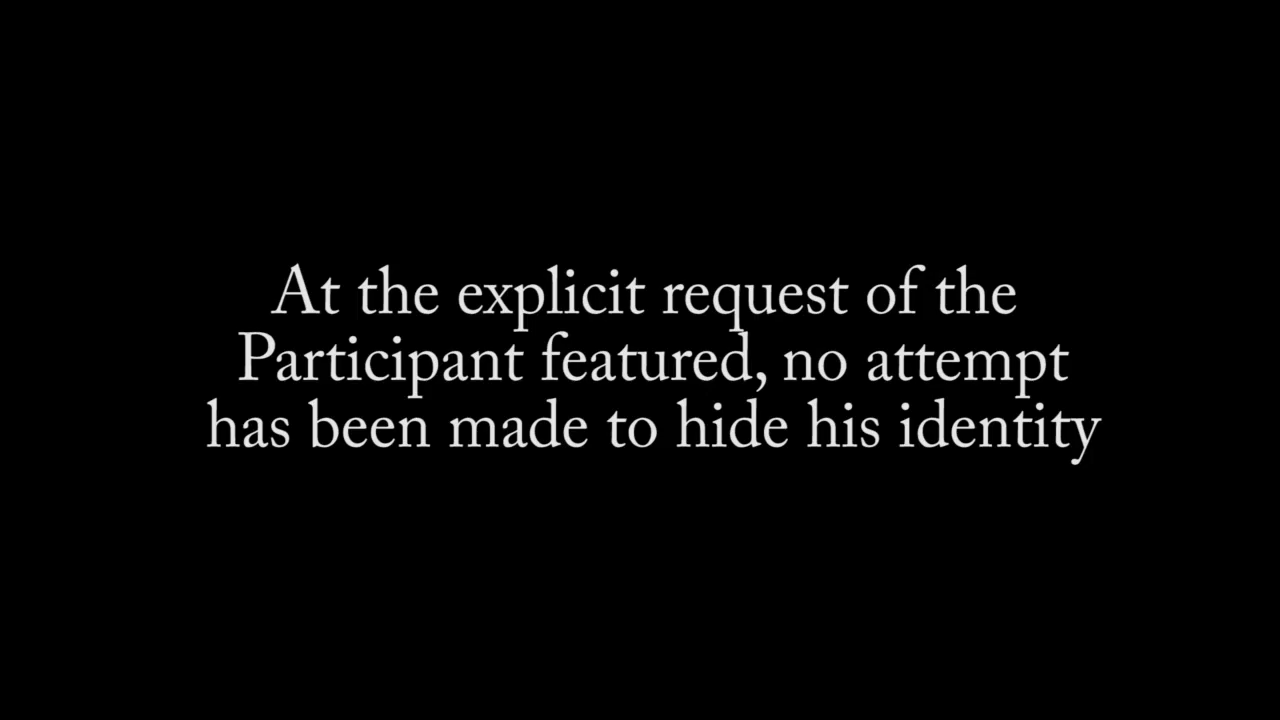 At the explicit request of the
Participant featured, no attempt
has been made to hide his identity